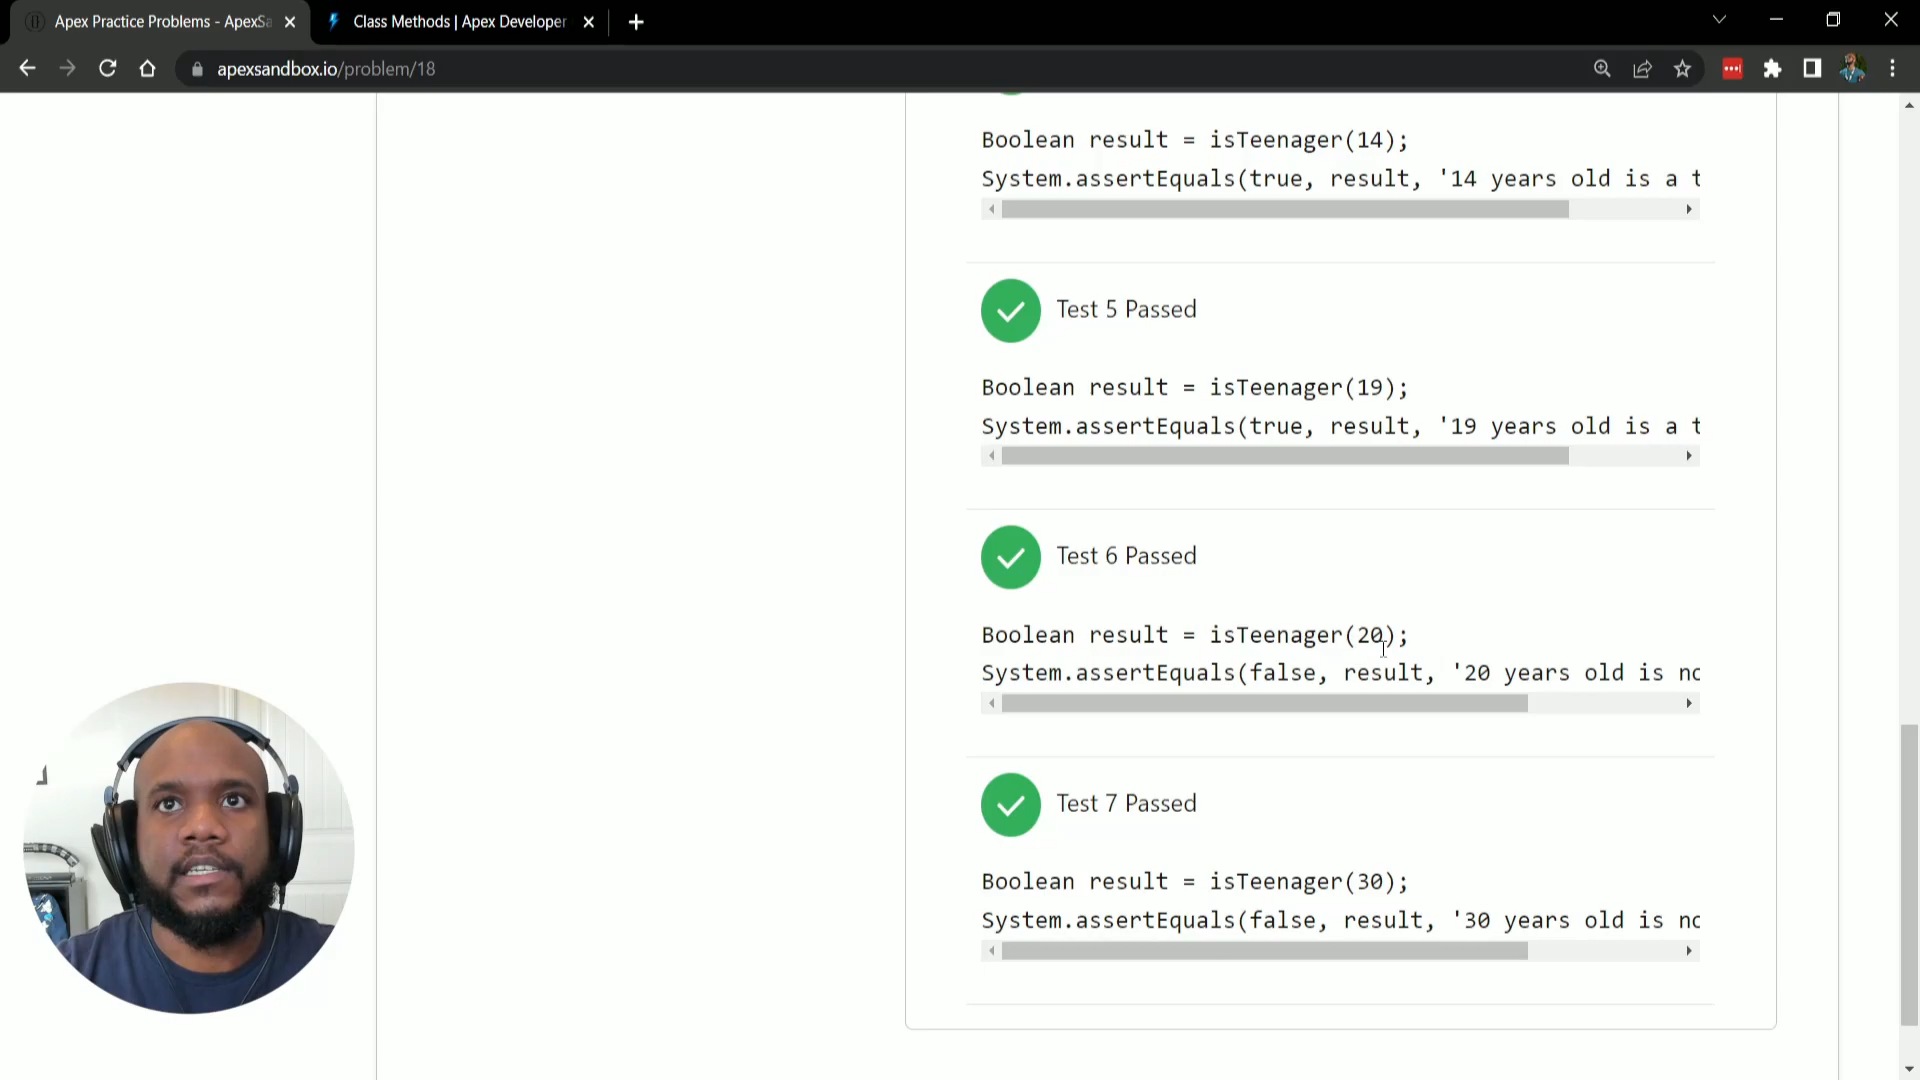 Apex Practice Problems - ApexSa
Class Methods | Apex Developer
apexsandbox.io/problem/18
Boolean result = isTeenager(14);
System.assertEquals(true, result, '14 years old is a t
Test 5 Passed
Boolean result = isTeenager(19);
System.assertEquals(true, result, '19 years old is a t
Test 6 Passed
Boolean result = isTeenager(20);
System.assertEquals(false, result, '20 years old is no
Test 7 Passed
Boolean result = isTeenager(30);
System.assertEquals(false, result, '30 years old is no